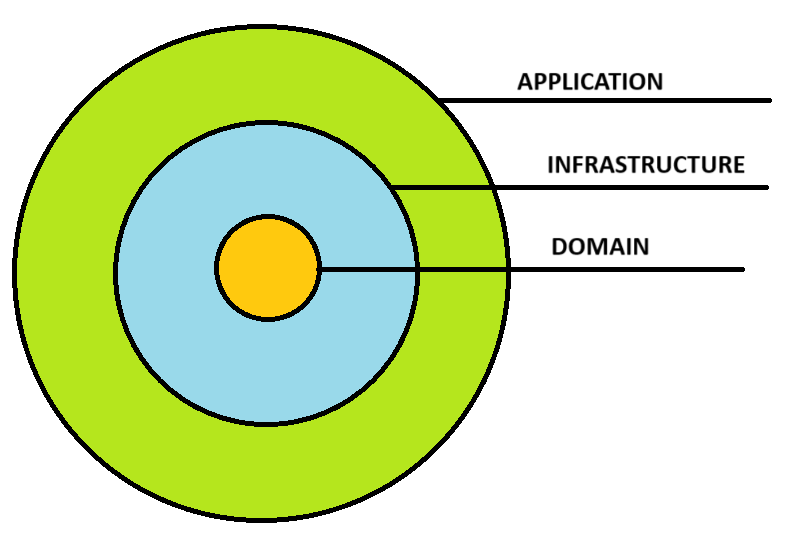 APPLICATION
INFRASTRUCTURE
DOMAIN